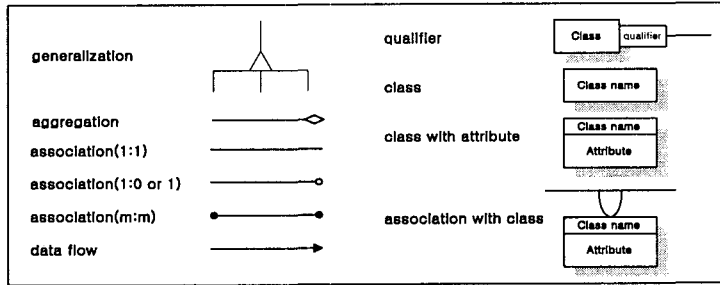 generalization
aggregation
association(1:1)
association(1:0 or 1)
association(m:m)
data flow
qualifier
Class
qualifier
class
Class name
class with attribute
Class name
Attribute
association with class
Class name
Attribute